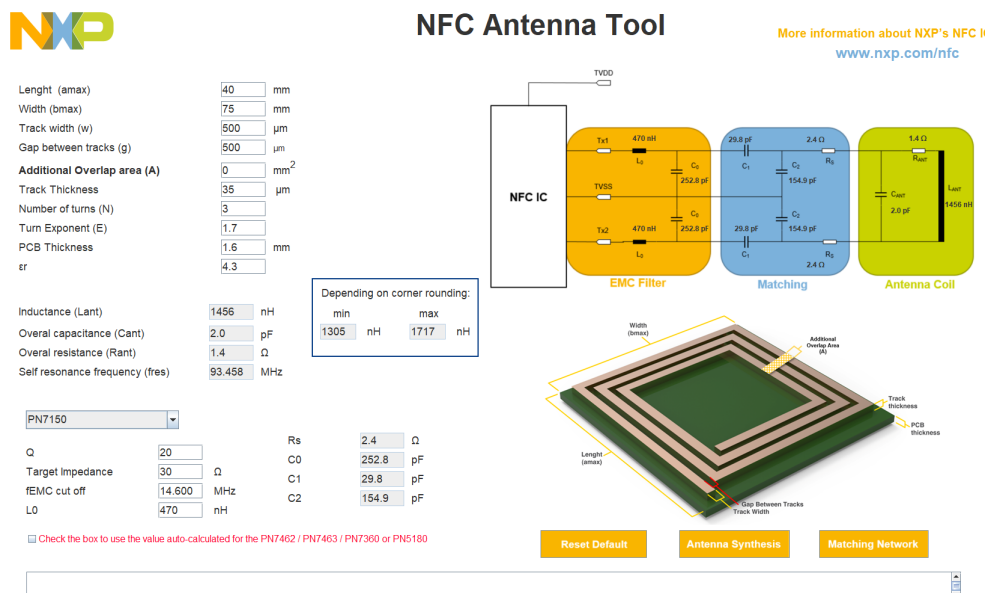 NXP
NFC Antenna Tool
More information about NXP's NFC I
www.nxp.com/nfc
Lenght (amax) 40 mm
Width (bmax) 75 mm
Track width (w) 500 µm
Gap between tracks (g) 500 µm
Additional Overlap area (A) 0 mm2
Track Thickness 35 µm
Number of turns (N) 3
Turn Exponent (E) 1.7
PCB Thickness 1.6 mm
εr 4.3
TVDD
NFC IC
Tx1 470 nH L0 C0 252.8 pF
TVSS
Tx2 470 nH L0 C0 252.8 pF
EMC Filter
29.8 pF C1 2.4 Ω RS C2 154.9 pF
29.8 pF C1 C2 154.9 pF RS 2.4 Ω
Matching
1.4 Ω RANT
CANT 2.0 pF
LANT 1456 nH
Antenna Coil
Depending on corner rounding:
min max
1305 nH 1717 nH
Inductance (Lant) 1456 nH
Overal capacitance (Cant) 2.0 pF
Overal resistance (Rant) 1.4 Ω
Self resonance frequency (fres) 93.458 MHz
Width
(bmax)
Additional
Overlap Area
(A)
Track
thickness
PCB
thickness
Lenght
(amax)
Gap Between Tracks
Track Width
PN7150
Q 20
Target Impedance 30 Ω
fEMC cut off 14.600 MHz
L0 470 nH
Rs 2.4 Ω
C0 252.8 pF
C1 29.8 pF
C2 154.9 pF
Check the box to use the value auto-calculated for the PN7462 / PN7463 / PN7360 or PN5180
Reset Default
Antenna Synthesis
Matching Network